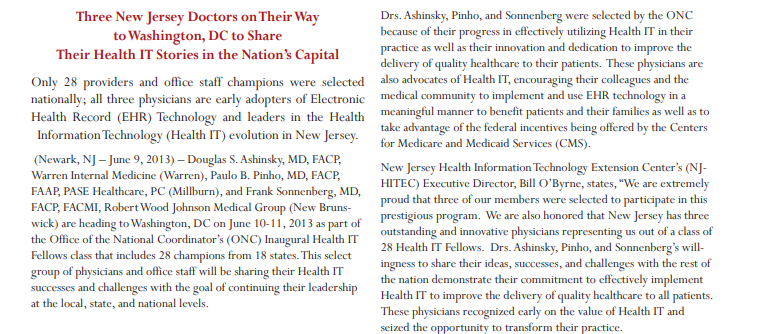 Three New Jersey Doctors on Their Way
to Washington, DC to Share
Their Health IT Stories in the Nation's Capital
Only 28 providers and office staff champions were selected
nationally; all three physicians are early adopters of Electronic
Health Record (EHR) Technology and leaders in the Health
Information Technology (Health IT) evolution in New Jersey.
(Newark, NJ – June 9, 2013) – Douglas S. Ashinsky, MD, FACP,
Warren Internal Medicine (Warren), Paulo B. Pinho, MD, FACP,
FAAP, PASE Healthcare, PC (Millburn), and Frank Sonnenberg, MD,
FACP, FACMI, Robert Wood Johnson Medical Group (New Bruns-
wick) are heading to Washington, DC on June 10-11, 2013 as part of
the Office of the National Coordinator's (ONC) Inaugural Health IT
Fellows class that includes 28 champions from 18 states. This select
group of physicians and office staff will be sharing their Health IT
successes and challenges with the goal of continuing their leadership
at the local, state, and national levels.
Drs. Ashinsky, Pinho, and Sonnenberg were selected by the ONC
because of their progress in effectively utilizing Health IT in their
practice as well as their innovation and dedication to improve the
delivery of quality healthcare to their patients. These physicians are
also advocates of Health IT, encouraging their colleagues and the
medical community to implement and use EHR technology in a
meaningful manner to benefit patients and their families as well as to
take advantage of the federal incentives being offered by the Centers
for Medicare and Medicaid Services (CMS).
New Jersey Health Information Technology Extension Center's (NJ-
HITEC) Executive Director, Bill O'Byrne, states, "We are extremely
proud that three of our members were selected to participate in this
prestigious program. We are also honored that New Jersey has three
outstanding and innovative physicians representing us out of a class of
28 Health IT Fellows. Drs. Ashinsky, Pinho, and Sonnenberg's will-
ingness to share their ideas, successes, and challenges with the rest of
the nation demonstrate their commitment to effectively implement
Health IT to improve the delivery of quality healthcare to all patients.
These physicians recognized early on the value of Health IT and
seized the opportunity to transform their practice.